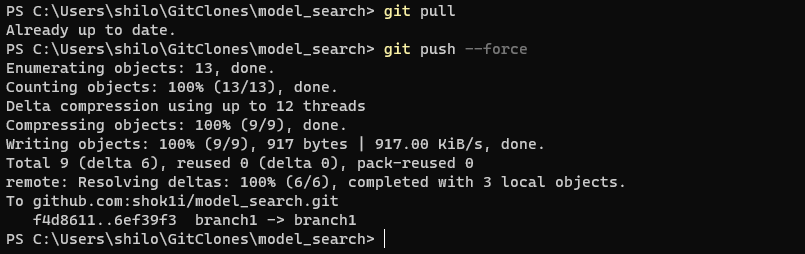 PS C:\Users\shilo\GitClones\model_search> git pull
Already up to date.
PS C:\Users\shilo\GitClones\model_search> git push --force
Enumerating objects: 13, done.
Counting objects: 100% (13/13), done.
Delta compression using up to 12 threads
Compressing objects: 100% (9/9), done.
Writing objects: 100% (9/9), 917 bytes | 917.00 KiB/s, done.
Total 9 (delta 6), reused 0 (delta 0), pack-reused 0
remote: Resolving deltas: 100% (6/6), completed with 3 local objects.
To github.com:shok1i/model_search.git
   f4d8611..6ef39f3  branch1 -> branch1
PS C:\Users\shilo\GitClones\model_search>